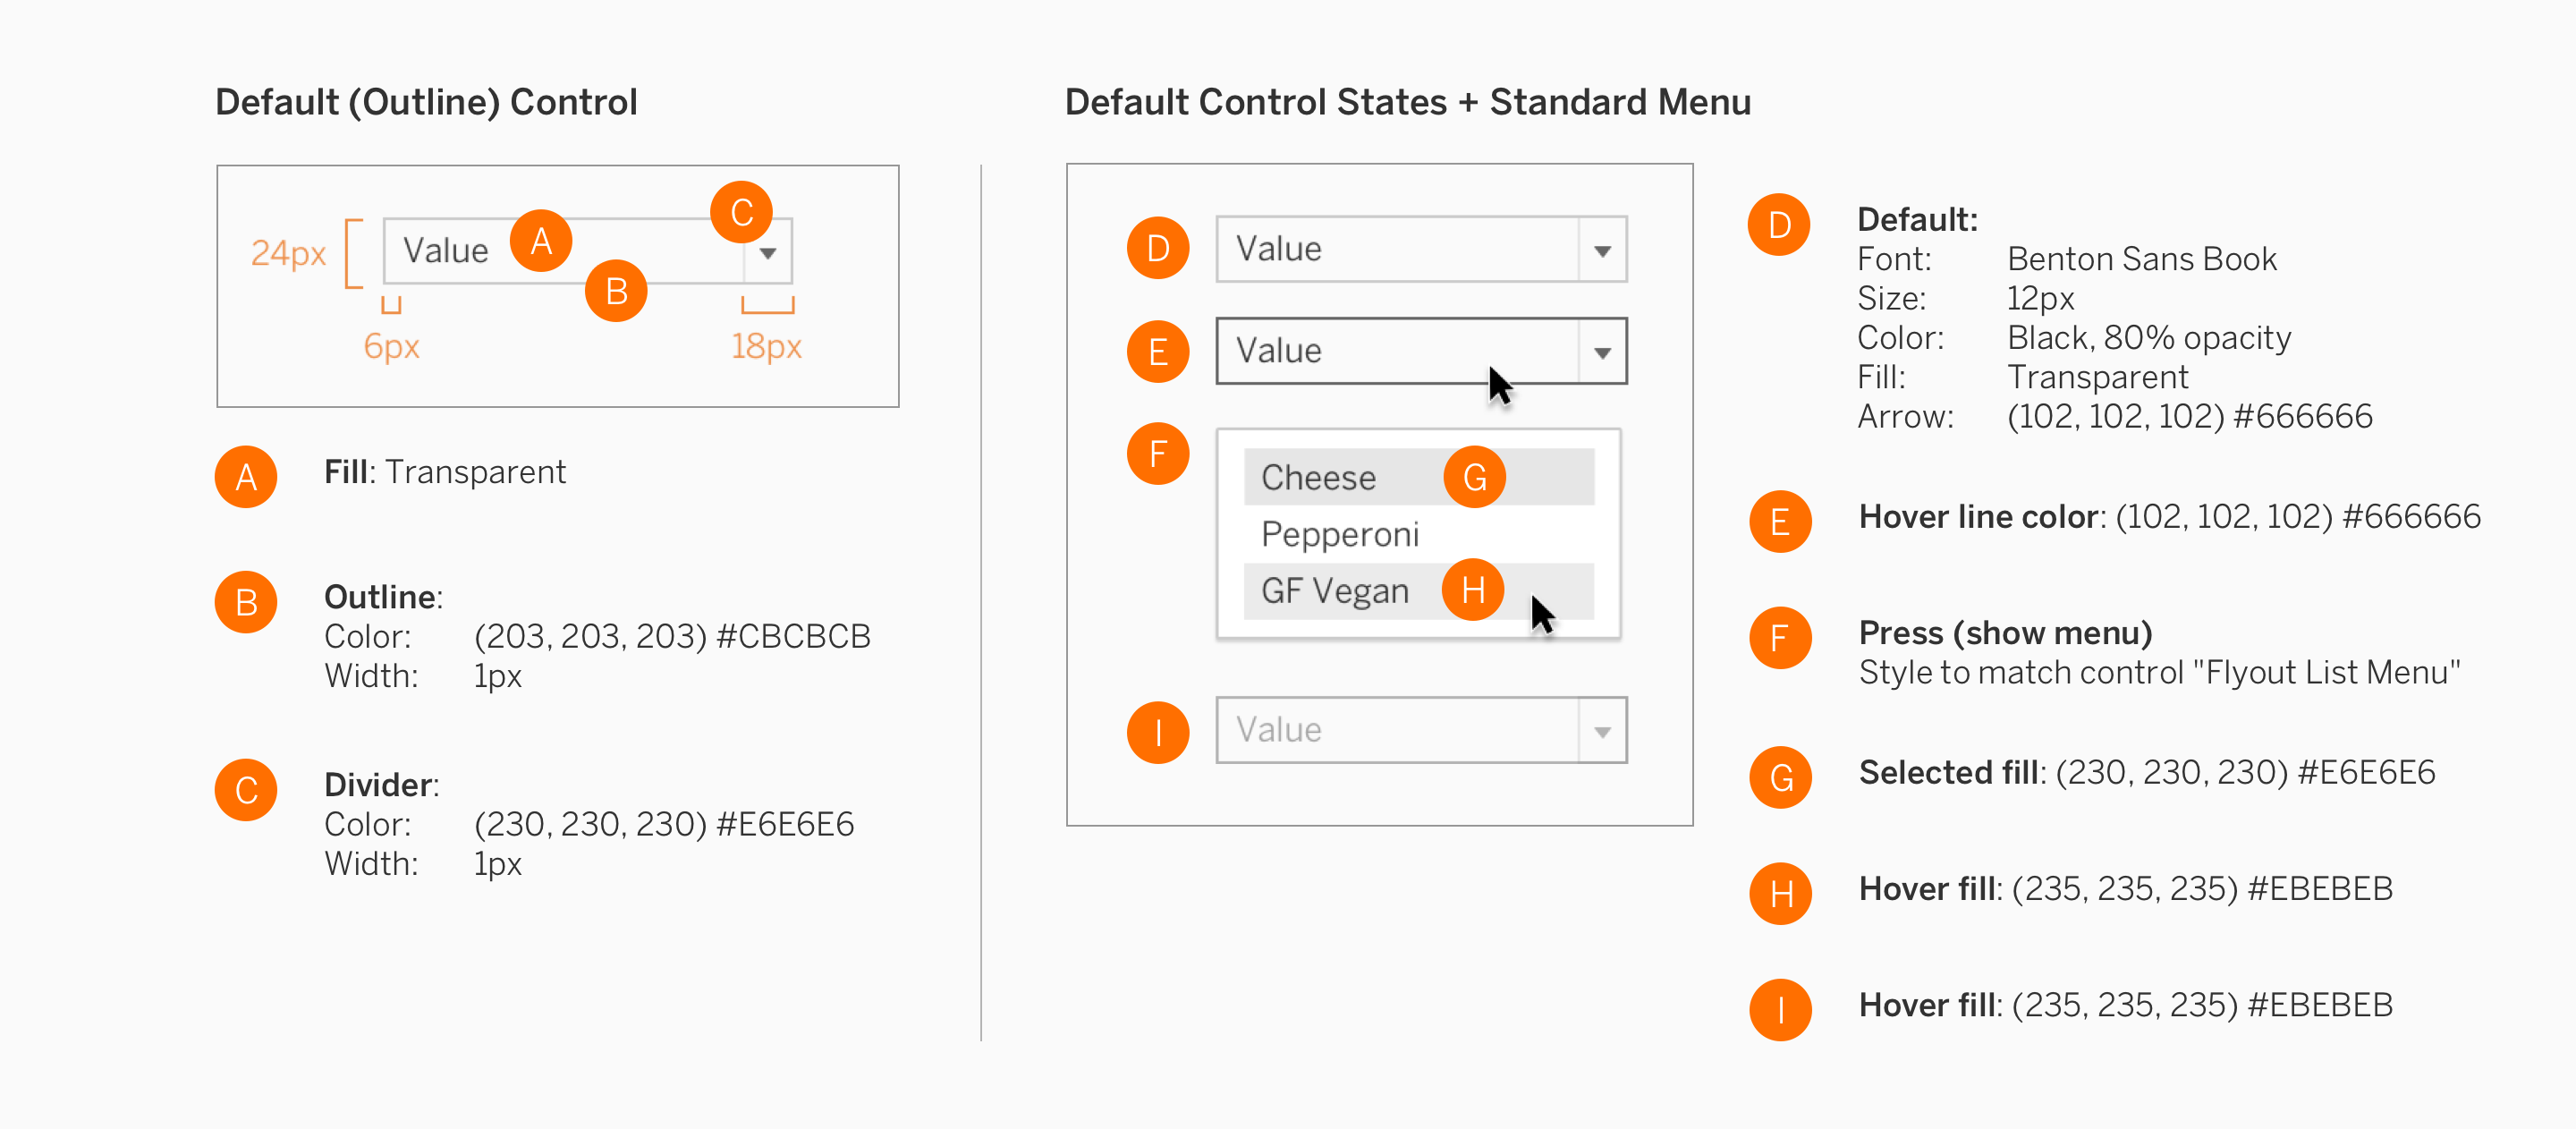 Default (Outline) Control
24px
Value
A
B
C
6px
18px
A
Fill: Transparent
B
Outline:
Color: (203, 203, 203) #CBCBCB
Width: 1px
C
Divider:
Color: (230, 230, 230) #E6E6E6
Width: 1px
Default Control States + Standard Menu
D
Value
E
Value
F
Cheese
G
Pepperoni
GF Vegan
H
I
Value
D
Default:
Font: Benton Sans Book
Size: 12px
Color: Black, 80% opacity
Fill: Transparent
Arrow: (102, 102, 102) #666666
E
Hover line color: (102, 102, 102) #666666
F
Press (show menu)
Style to match control "Flyout List Menu"
G
Selected fill: (230, 230, 230) #E6E6E6
H
Hover fill: (235, 235, 235) #EBEBEB
I
Hover fill: (235, 235, 235) #EBEBEB